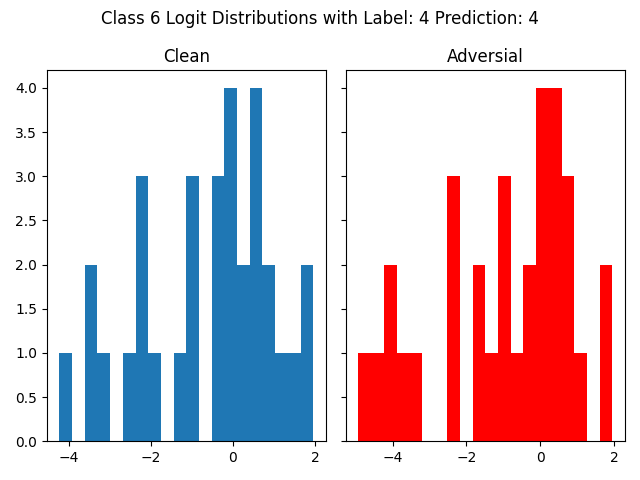 Class 6 Logit Distributions with Label: 4 Prediction: 4
Clean
Adversial
4.0
3.5
3.0
2.5
2.0
1.5
1.0
0.5
0.0
−4 −2 0 2
−4 −2 0 2